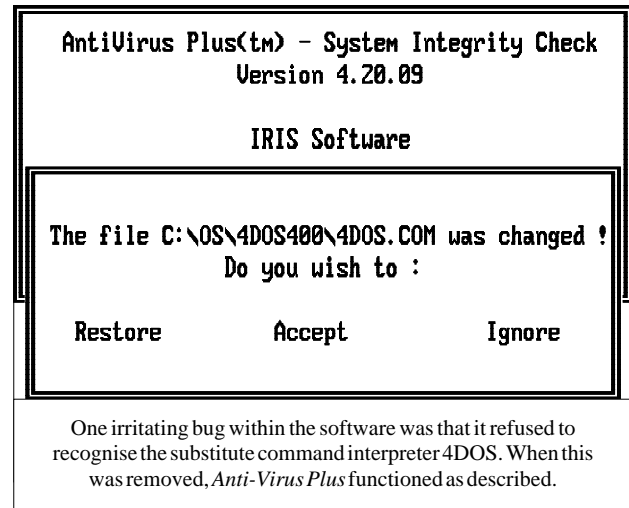 AntiVirus Plus(tm) - System Integrity Check
Version 4.20.09
IRIS Software
The file C:\OS\4DOS400\4DOS.COM was changed !
Do you wish to :
Restore Accept Ignore
One irritating bug within the software was that it refused to
recognise the substitute command interpreter 4DOS. When this
was removed, Anti-Virus Plus functioned as described.